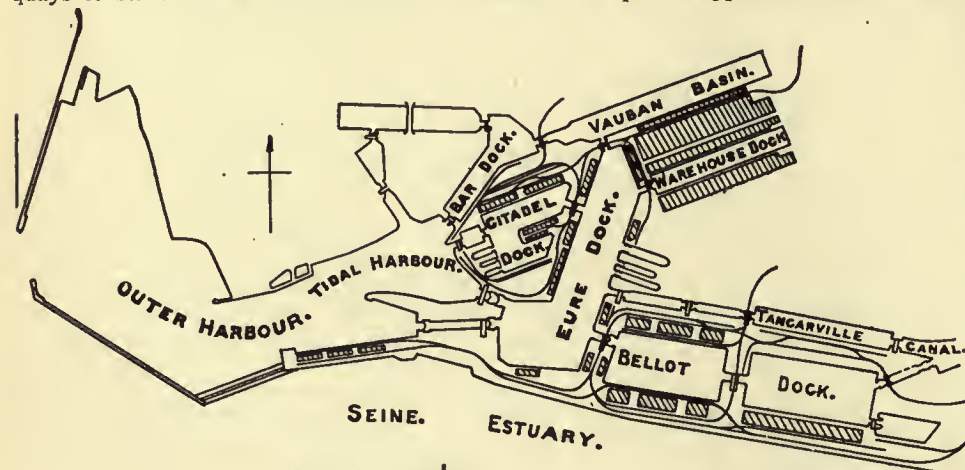 VAUBAN BASIN.
BAR DOCK.
WAREHOUSE DOCK
CITADEL
DOCK
EURE DOCK.
TIDAL HARBOUR.
OUTER HARBOUR.
TANCARVILLE
CANAL.
BELLOT
DOCK.
SEINE. ESTUARY.